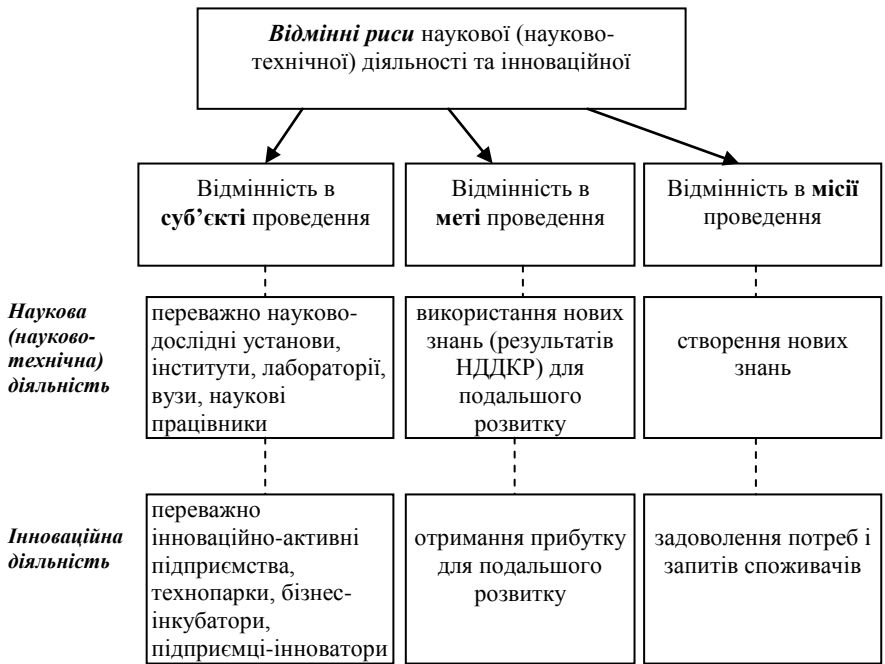 Відмінні риси наукової (науково-
технічної) діяльності та інноваційної
Відмінність в
суб’єкті проведення
Відмінність в
меті проведення
Відмінність в місії
проведення
Наукова
(науково-
технічна)
діяльність
переважно науково-
дослідні установи,
інститути, лабораторії,
вузи, наукові
працівники
використання нових
знань (результатів
НДДКР) для
подальшого
розвитку
створення нових
знань
Інноваційна
діяльність
переважно
інноваційно-активні
підприємства,
технопарки, бізнес-
інкубатори,
підприємці-інноватори
отримання прибутку
для подальшого
розвитку
задоволення потреб і
запитів споживачів